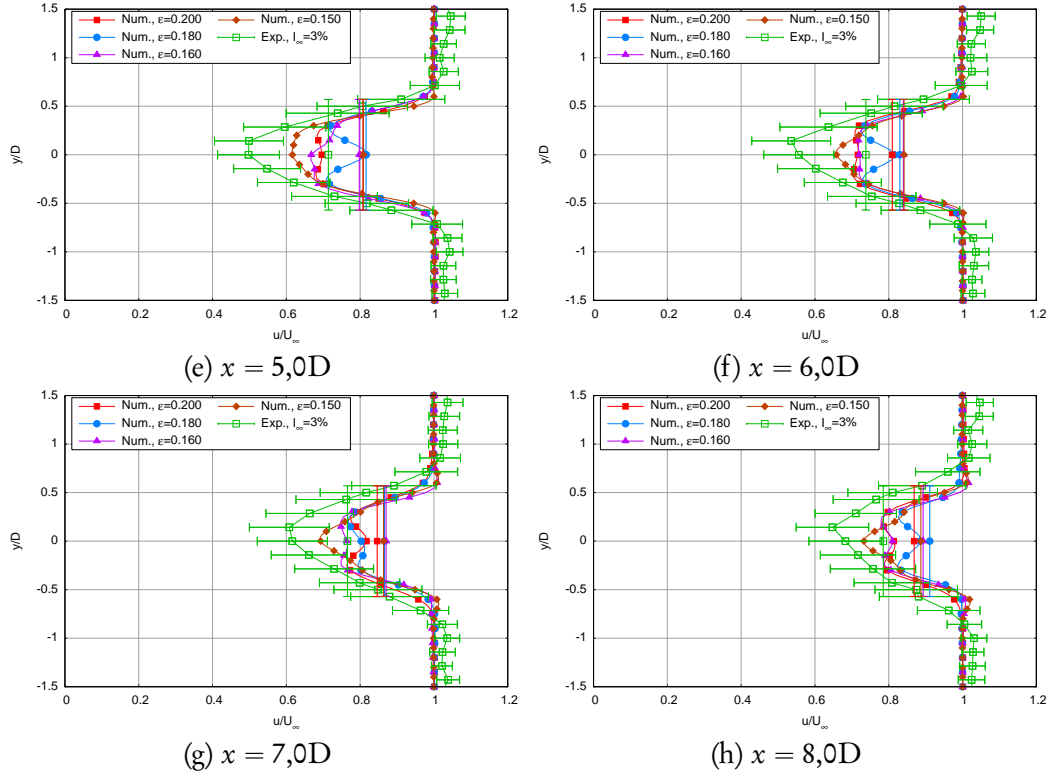 Num., ε=0.200 Num., ε=0.150
Num., ε=0.180 Exp., I∞=3%
Num., ε=0.160
1.5
1
0.5
0
-0.5
-1
-1.5
y/D
0 0.2 0.4 0.6 0.8 1 1.2
u/U∞
(e) x = 5,0D
Num., ε=0.200 Num., ε=0.150
Num., ε=0.180 Exp., I∞=3%
Num., ε=0.160
1.5
1
0.5
0
-0.5
-1
-1.5
y/D
0 0.2 0.4 0.6 0.8 1 1.2
u/U∞
(f) x = 6,0D
Num., ε=0.200 Num., ε=0.150
Num., ε=0.180 Exp., I∞=3%
Num., ε=0.160
1.5
1
0.5
0
-0.5
-1
-1.5
y/D
0 0.2 0.4 0.6 0.8 1 1.2
u/U∞
(g) x = 7,0D
Num., ε=0.200 Num., ε=0.150
Num., ε=0.180 Exp., I∞=3%
Num., ε=0.160
1.5
1
0.5
0
-0.5
-1
-1.5
y/D
0 0.2 0.4 0.6 0.8 1 1.2
u/U∞
(h) x = 8,0D